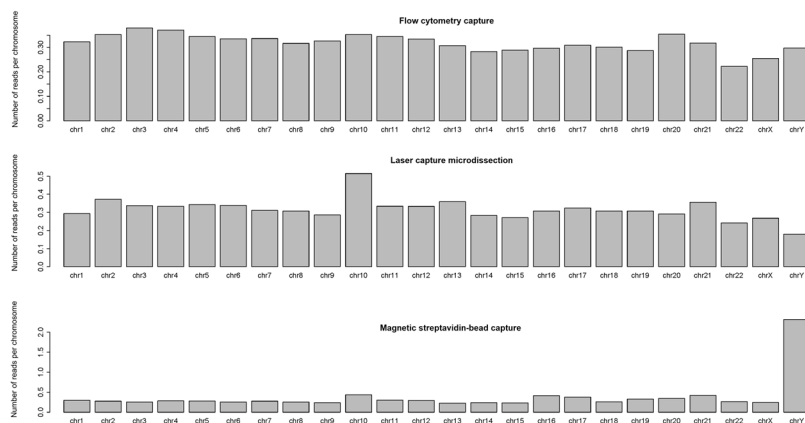 Flow cytometry capture
Number of reads per chromosome
0.00 0.10 0.20 0.30
chr1 chr2 chr3 chr4 chr5 chr6 chr7 chr8 chr9 chr10 chr11 chr12 chr13 chr14 chr15 chr16 chr17 chr18 chr19 chr20 chr21 chr22 chrX chrY
Laser capture microdissection
Number of reads per chromosome
0.0 0.1 0.2 0.3 0.4 0.5
chr1 chr2 chr3 chr4 chr5 chr6 chr7 chr8 chr9 chr10 chr11 chr12 chr13 chr14 chr15 chr16 chr17 chr18 chr19 chr20 chr21 chr22 chrX chrY
Magnetic streptavidin-bead capture
Number of reads per chromosome
0.0 0.5 1.0 1.5 2.0
chr1 chr2 chr3 chr4 chr5 chr6 chr7 chr8 chr9 chr10 chr11 chr12 chr13 chr14 chr15 chr16 chr17 chr18 chr19 chr20 chr21 chr22 chrX chrY